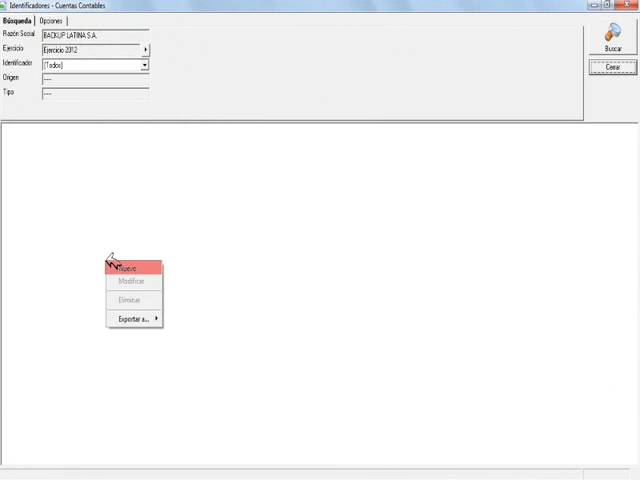 Identificadores - Cuentas Contables
Búsqueda
Opciones
Razón Social
BACKUP LATINA S.A.
Ejercicio
Ejercicio 2012
Identificador
[Todos]
Origen
----
Tipo
----
Buscar
Cerrar
Nuevo
Modificar
Eliminar
Exportar a...